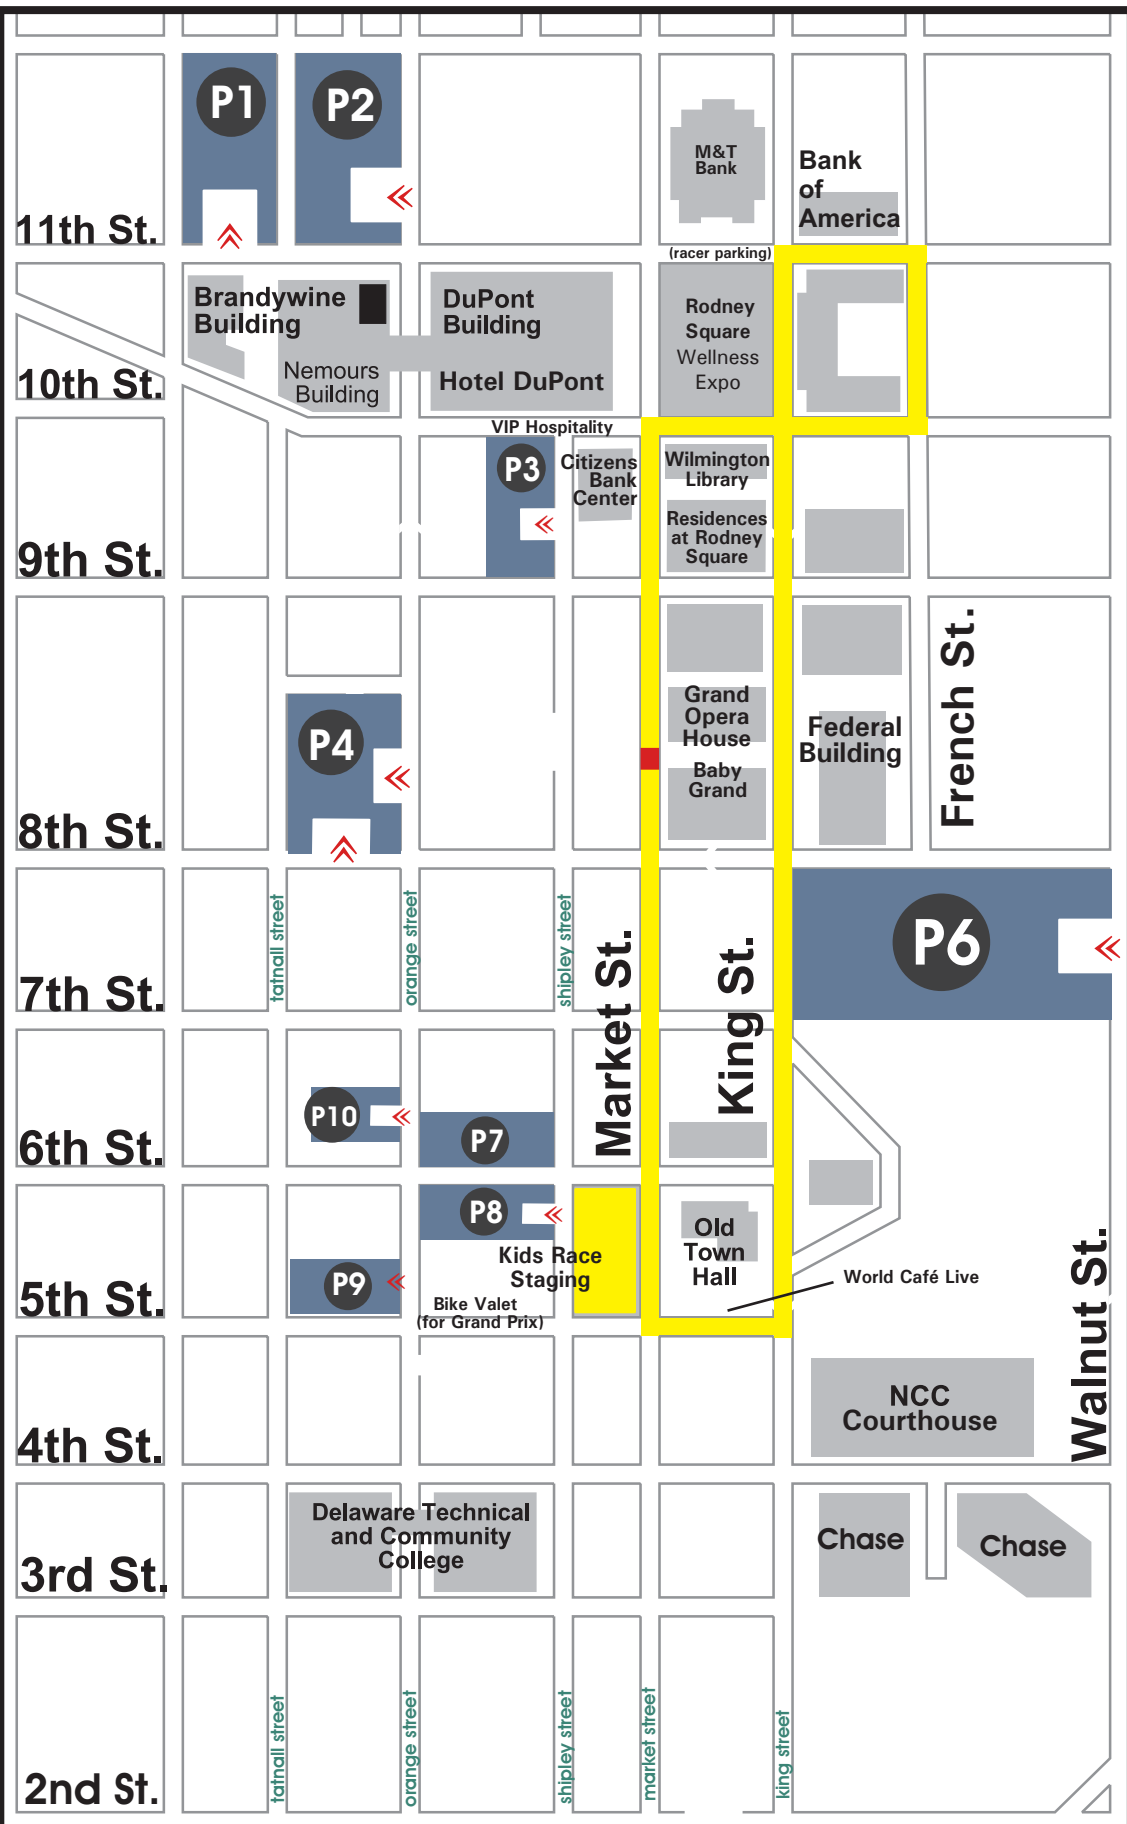 P1
P2
M&T
Bank
Bank
of
America
11th St.
(racer parking)
Brandywine
Building
DuPont
Building
Rodney
Square
Wellness
Expo
Nemours
Building
Hotel DuPont
10th St.
VIP Hospitality
P3
Citizens
Bank
Center
Wilmington
Library
Residences
at Rodney
Square
9th St.
French St.
Grand
Opera
House
Federal
Building
P4
Baby
Grand
8th St.
tatnall street
orange street
shipley street
Market St.
King St.
P6
7th St.
P10
P7
6th St.
P8
Old
Town
Hall
Kids Race
Staging
World Café Live
Walnut St.
P9
5th St.
Bike Valet
(for Grand Prix)
NCC
Courthouse
4th St.
Delaware Technical
and Community
College
Chase
Chase
3rd St.
tatnall street
orange street
shipley street
market street
king street
2nd St.